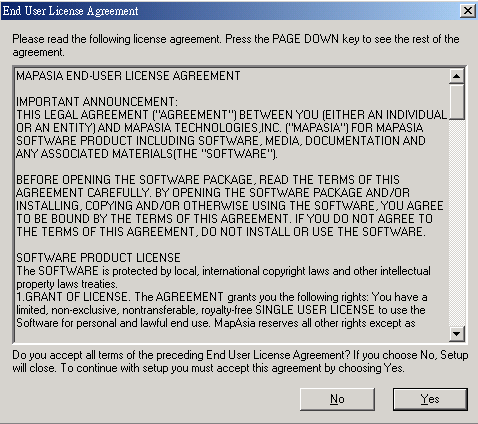 End User License Agreement
Please read the following license agreement. Press the PAGE DOWN key to see the rest of the
agreement.
MAPASIA END-USER LICENSE AGREEMENT
IMPORTANT ANNOUNCEMENT:
THIS LEGAL AGREEMENT ("AGREEMENT") BETWEEN YOU (EITHER AN INDIVIDUAL
OR AN ENTITY) AND MAPASIA TECHNOLOGIES,INC. ("MAPASIA") FOR MAPASIA
SOFTWARE PRODUCT INCLUDING SOFTWARE, MEDIA, DOCUMENTATION AND
ANY ASSOCIATED MATERIALS(THE "SOFTWARE").
BEFORE OPENING THE SOFTWARE PACKAGE, READ THE TERMS OF THIS
AGREEMENT CAREFULLY. BY OPENING THE SOFTWARE PACKAGE AND/OR
INSTALLING, COPYING AND/OR OTHERWISE USING THE SOFTWARE, YOU AGREE
TO BE BOUND BY THE TERMS OF THIS AGREEMENT. IF YOU DO NOT AGREE TO
THE TERMS OF THIS AGREEMENT, DO NOT INSTALL OR USE THE SOFTWARE.
SOFTWARE PRODUCT LICENSE
The SOFTWARE is protected by local, international copyright laws and other intellectual
property laws treaties.
1.GRANT OF LICENSE. The AGREEMENT grants you the following rights: You have a
limited, non-exclusive, nontransferable, royalty-free SINGLE USER LICENSE to use the
Software for personal and lawful end use. MapAsia reserves all other rights except as
Do you accept all terms of the preceding End User License Agreement? If you choose No, Setup
will close. To continue with setup you must accept this agreement by choosing Yes.
No
Yes